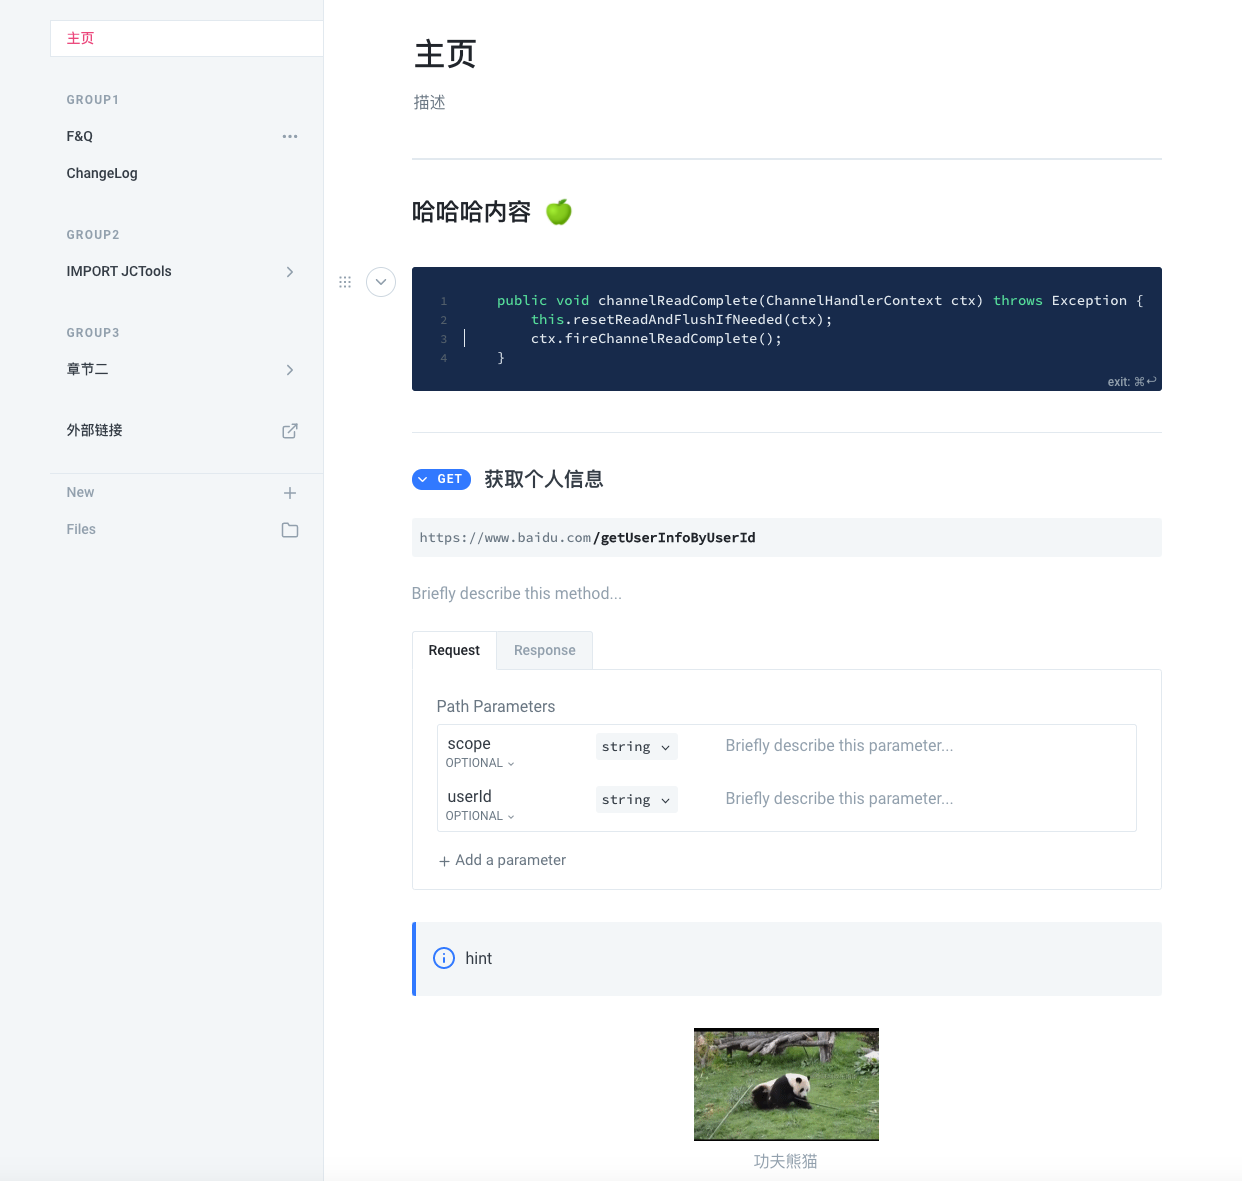 主页
GROUP1
F&Q
ChangeLog
GROUP2
IMPORT JCTools
GROUP3
章节二
外部链接
New
Files
主页
描述
哈哈哈内容
1 public void channelReadComplete(ChannelHandlerContext ctx) throws Exception {
2 this.resetReadAndFlushIfNeeded(ctx);
3 ctx.fireChannelReadComplete();
4 }
exit: ⌘↩
GET 获取个人信息
https://www.baidu.com/getUserInfoByUserId
Briefly describe this method...
Request Response
Path Parameters
scope string Briefly describe this parameter...
OPTIONAL
userId string Briefly describe this parameter...
OPTIONAL
+ Add a parameter
hint
功夫熊猫